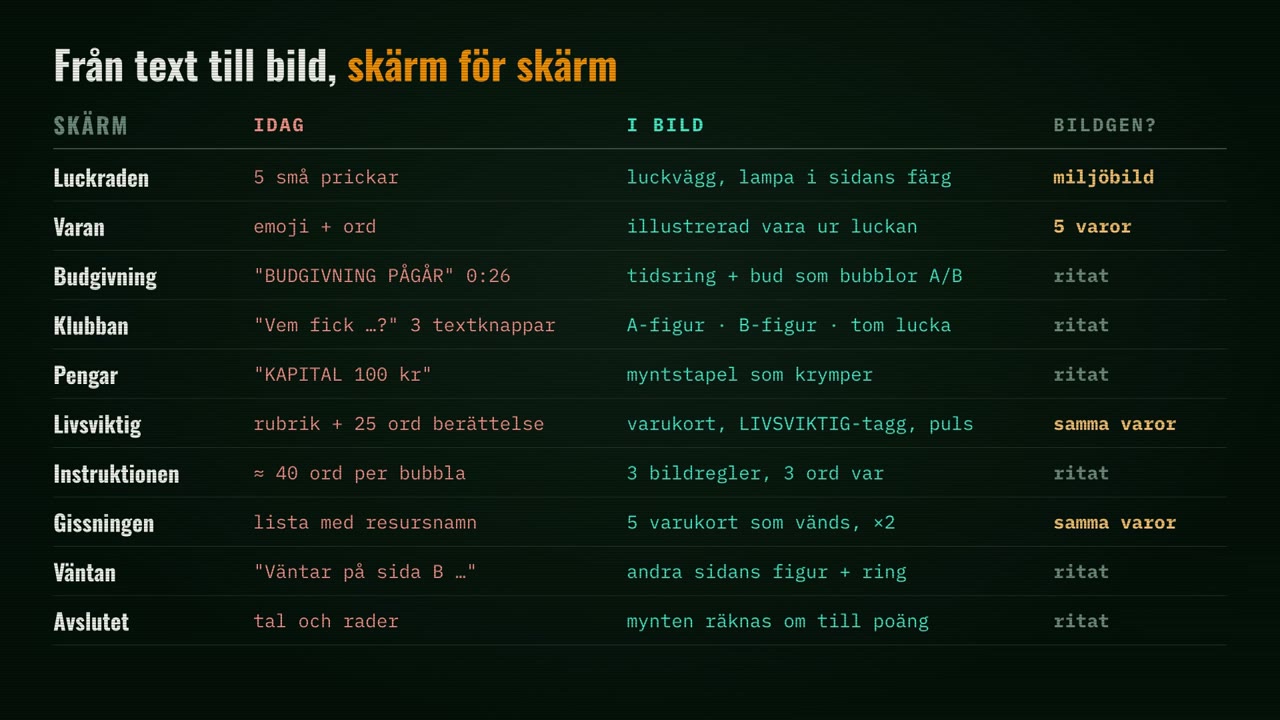 Från text till bild, skärm för skärm
SKÄRM IDAG I BILD BILDGEN?
Luckraden 5 små prickar luckvägg, lampa i sidans färg miljöbild
Varan emoji + ord illustrerad vara ur luckan 5 varor
Budgivning "BUDGIVNING PÅGÅR" 0:26 tidsring + bud som bubblor A/B ritat
Klubban "Vem fick …?" 3 textknappar A-figur · B-figur · tom lucka ritat
Pengar "KAPITAL 100 kr" myntstapel som krymper ritat
Livsviktig rubrik + 25 ord berättelse varukort, LIVSVIKTIG-tagg, puls samma varor
Instruktionen ≈ 40 ord per bubbla 3 bildregler, 3 ord var ritat
Gissningen lista med resursnamn 5 varukort som vänds, ×2 samma varor
Väntan "Väntar på sida B …" andra sidans figur + ring ritat
Avslutet tal och rader mynten räknas om till poäng ritat